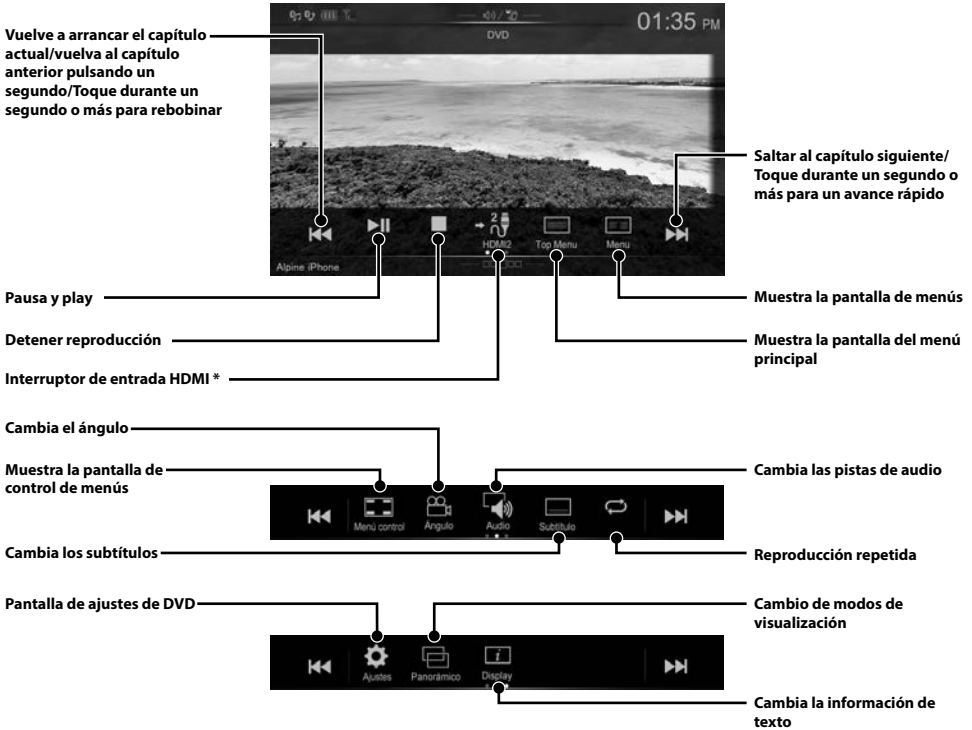 Vuelve a arrancar el capítulo
actual/vuelva al capítulo
anterior pulsando un
segundo/Toque durante un
segundo o más para rebobinar
DVD
01:35 PM
Saltar al capítulo siguiente/
Toque durante un segundo o
más para un avance rápido
2
HDMI2
Top Menu
Menu
Alpine iPhone
Pausa y play
Detener reproducción
Interruptor de entrada HDMI *
Muestra la pantalla de menús
Muestra la pantalla del menú
principal
Cambia el ángulo
Muestra la pantalla de
control de menús
Cambia los subtítulos
Cambia las pistas de audio
Reproducción repetida
Menú control
Ángulo
Audio
Subtítulo
Pantalla de ajustes de DVD
Cambio de modos de
visualización
Ajustes
Panorámico
i
Display
Cambia la información de
texto